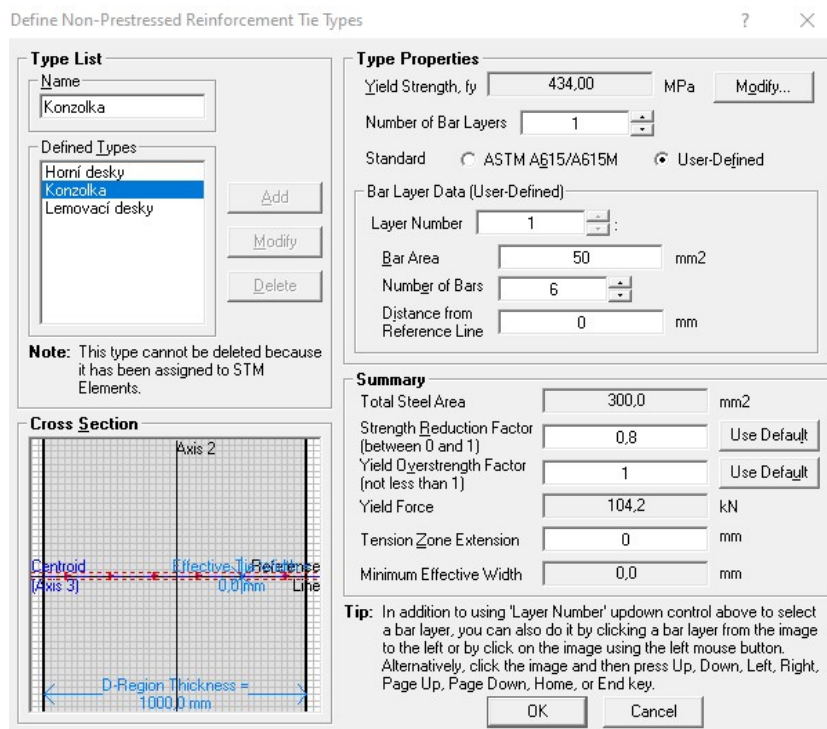 Define Non-Prestressed Reinforcement Tie Types
Type List
Name
Konzolka
Defined Types
Horní desky
Konzolka
Lemovací desky
Add
Modify
Delete
Note: This type cannot be deleted because
it has been assigned to STM
Elements.
Cross Section
Axis 2
Centroid
(Axis 3)
Effective Tie
Reference
Line
0,0 mm
D-Region Thickness =
1000,0 mm
Type Properties
Yield Strength, fy 434,00 MPa Modify...
Number of Bar Layers 1
Standard ASTM A615/A615M User-Defined
Bar Layer Data (User-Defined)
Layer Number 1 :
Bar Area 50 mm2
Number of Bars 6
Distance from
Reference Line 0 mm
Summary
Total Steel Area 300,0 mm2
Strength Reduction Factor
(between 0 and 1) 0,8 Use Default
Yield Overstrength Factor
(not less than 1) 1 Use Default
Yield Force 104,2 kN
Tension Zone Extension 0 mm
Minimum Effective Width 0,0 mm
Tip: In addition to using 'Layer Number' updown control above to select
a bar layer, you can also do it by clicking a bar layer from the image
to the left or by click on the image using the left mouse button.
Alternatively, click the image and then press Up, Down, Left, Right,
Page Up, Page Down, Home, or End key.
OK Cancel